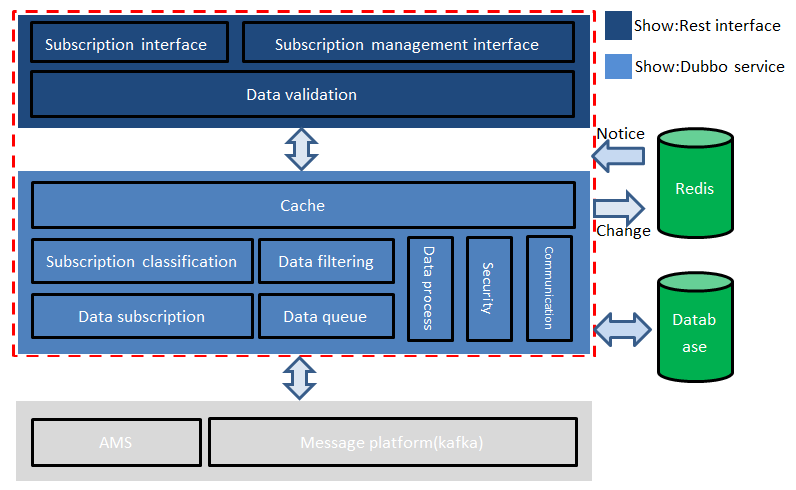 Subscription interface
Subscription management interface
Data validation
Show:Rest interface
Show:Dubbo service
Notice
Redis
Change
Cache
Subscription classification
Data filtering
Data subscription
Data queue
Data process
Security
Communication
Datab
ase
AMS
Message platform(kafka)